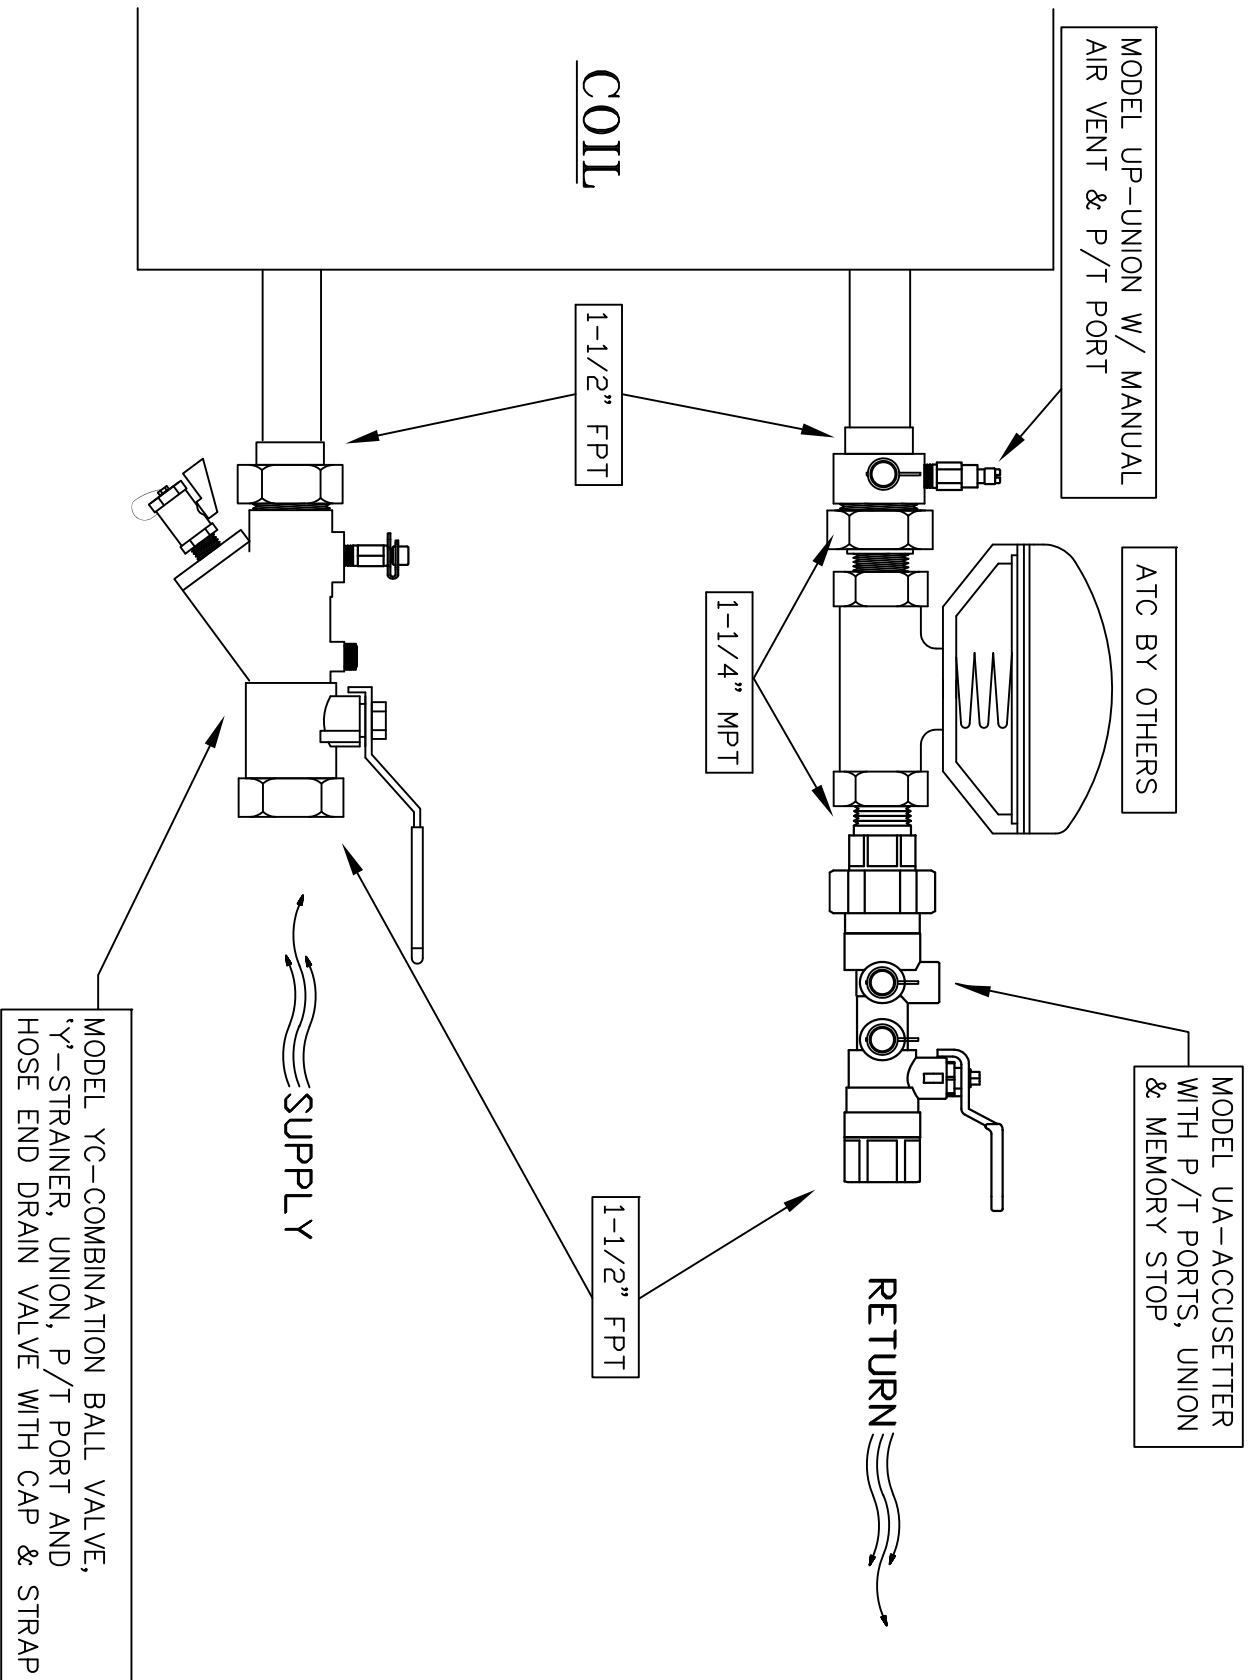 MODEL UP-UNION W/ MANUAL
AIR VENT & P/T PORT
ATC BY OTHERS
MODEL UA-ACCUSETTER
WITH P/T PORTS, UNION
& MEMORY STOP
COIL
1-1/2" FPT
1-1/4" MPT
1-1/2" FPT
RETURN
SUPPLY
MODEL YC-COMBINATION BALL VALVE,
'Y'-STRAINER, UNION, P/T PORT AND
HOSE END DRAIN VALVE WITH CAP & STRAP